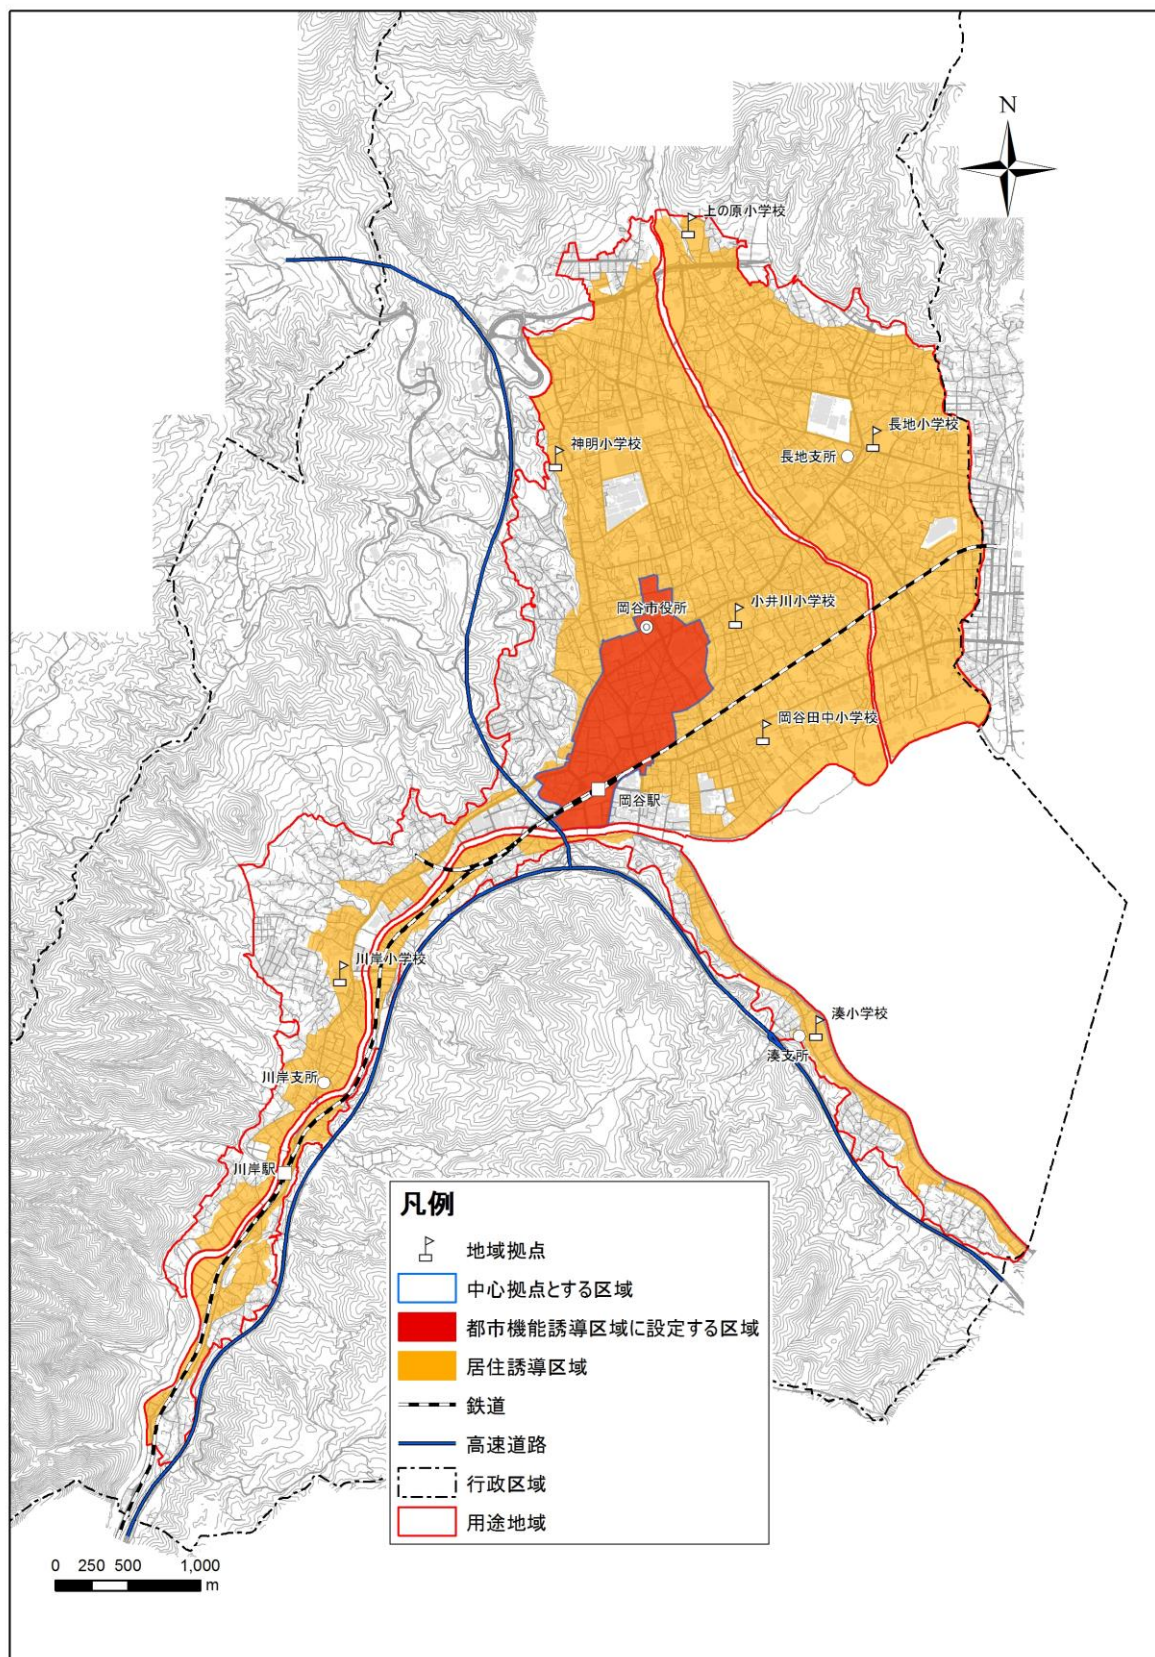 N
上の原小学校
長地小学校
神明小学校
長地支所
小井川小学校
岡谷市役所
岡谷田中小学校
岡谷駅
川岸小学校
湊小学校
湊支所
川岸支所
川岸駅
凡例
地域拠点
中心拠点とする区域
都市機能誘導区域に設定する区域
居住誘導区域
鉄道
高速道路
行政区域
用途地域
0 250 500 1,000
m